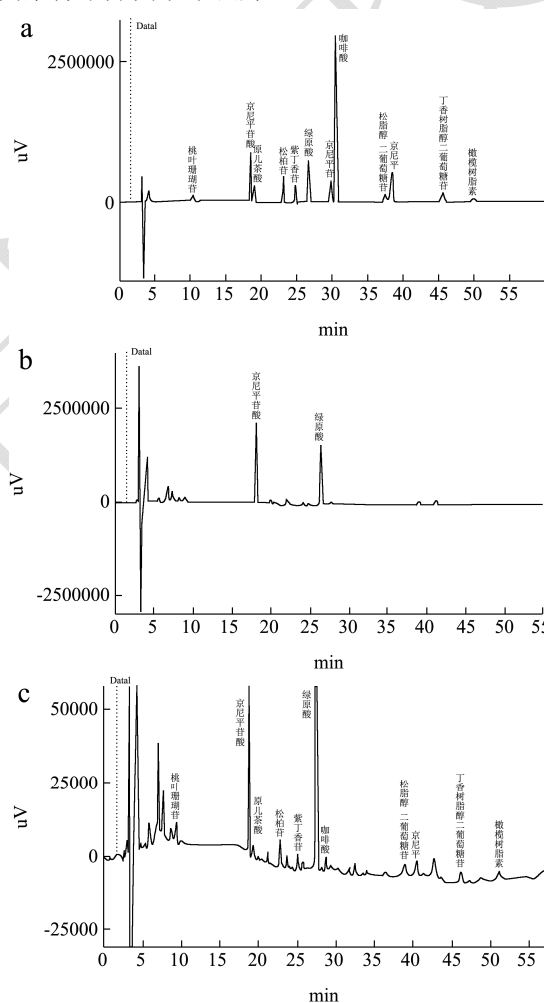 a
Datal
2500000
0
uV
桃叶珊瑚苷
京尼平苷酸
原儿茶酸
松柏苷
紫丁香苷
绿原酸
京尼平苷
咖啡酸
松脂醇二葡萄糖苷
京尼平
丁香树脂醇二葡萄糖苷
橄榄树脂素
0 5 10 15 20 25 30 35 40 45 50 55
min
b
Datal
2500000
0
-2500000
uV
京尼平苷酸
绿原酸
0 5 10 15 20 25 30 35 40 45 50 55
min
c
Datal
50000
25000
0
-25000
uV
桃叶珊瑚苷
京尼平苷酸
原儿茶酸
松柏苷
紫丁香苷
绿原酸
咖啡酸
松脂醇二葡萄糖苷
京尼平
丁香树脂醇二葡萄糖苷
橄榄树脂素
0 5 10 15 20 25 30 35 40 45 50
min